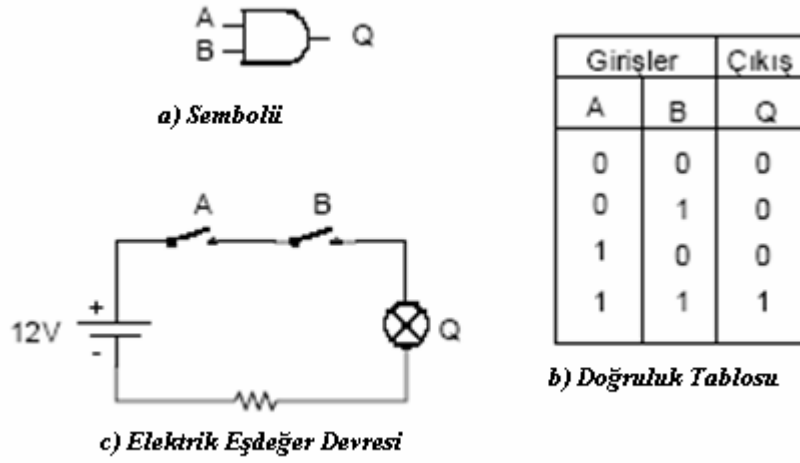 A
B
Q
a) Sembolü
A B
12V
+
-
Q
c) Elektrik Eşdeğer Devresi
Girişler Çıkış
A B Q
0 0 0
0 1 0
1 0 0
1 1 1
b) Doğruluk Tablosu